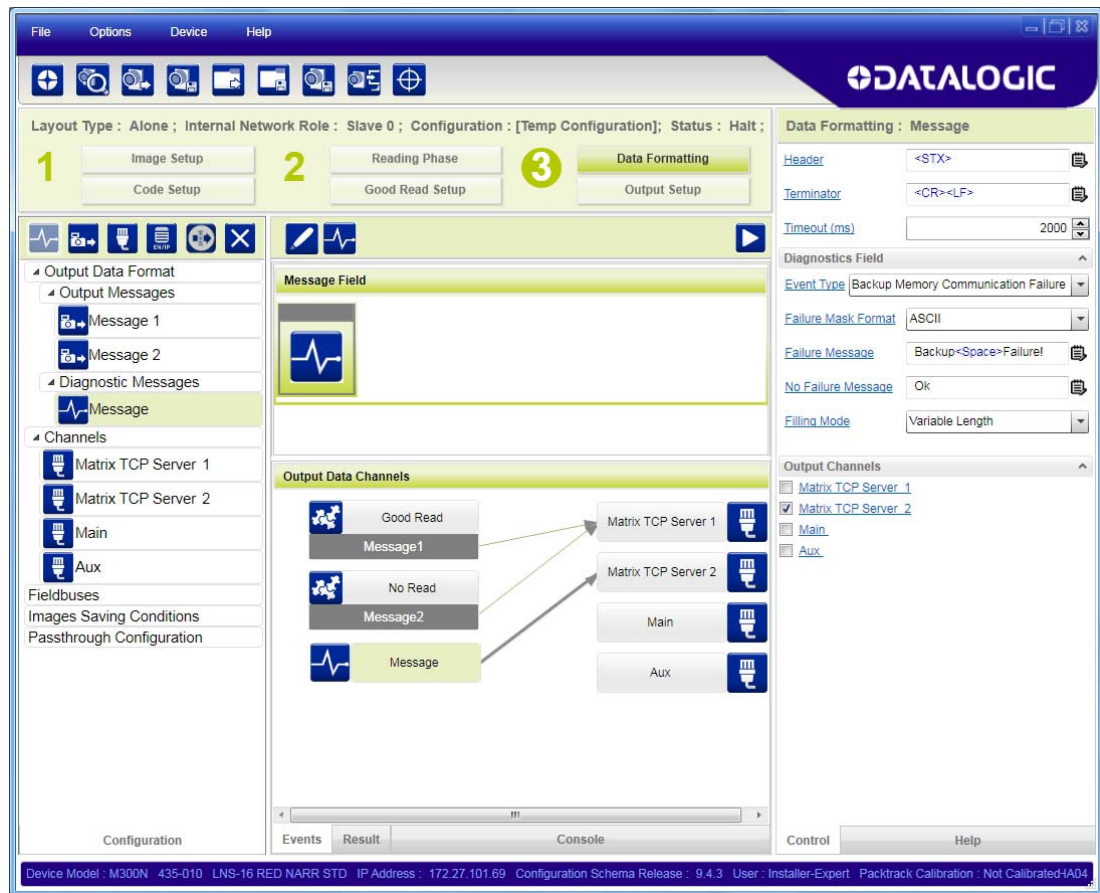 File Options Device Help
DATALOGIC
Layout Type : Alone ; Internal Network Role : Slave 0 ; Configuration : [Temp Configuration]; Status : Halt ;
1
Image Setup
Code Setup
2
Reading Phase
Good Read Setup
3
Data Formatting
Output Setup
EN/IP
Output Data Format
Output Messages
Message 1
Message 2
Diagnostic Messages
Message
Channels
Matrix TCP Server 1
Matrix TCP Server 2
Main
Aux
Fieldbuses
Images Saving Conditions
Passthrough Configuration
Configuration
Message Field
Output Data Channels
Good Read
Message1
No Read
Message2
Message
Matrix TCP Server 1
Matrix TCP Server 2
Main
Aux
Events Result Console
Data Formatting : Message
Header <STX>
Terminator <CR><LF>
Timeout (ms) 2000
Diagnostics Field
Event Type Backup Memory Communication Failure
Failure Mask Format ASCII
Failure Message Backup<Space>Failure!
No Failure Message Ok
Filling Mode Variable Length
Output Channels
Matrix TCP Server 1
Matrix TCP Server 2
Main
Aux
Control Help
Device Model : M300N 435-010 LNS-16 RED NARR STD IP Address : 172.27.101.69 Configuration Schema Release : 9.4.3 User : Installer-Expert Packtrack Calibration : Not Calibrated-HA04